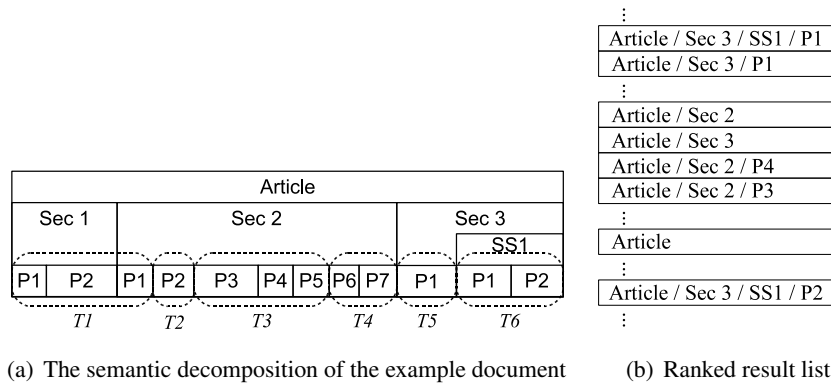 Article
Sec 1 Sec 2 Sec 3
SS1
P1 P2 P1 P2 P3 P4 P5 P6 P7 P1 P1 P2
T1 T2 T3 T4 T5 T6
(a) The semantic decomposition of the example document
⋮
Article / Sec 3 / SS1 / P1
Article / Sec 3 / P1
⋮
Article / Sec 2
Article / Sec 3
Article / Sec 2 / P4
Article / Sec 2 / P3
⋮
Article
⋮
Article / Sec 3 / SS1 / P2
⋮
(b) Ranked result list